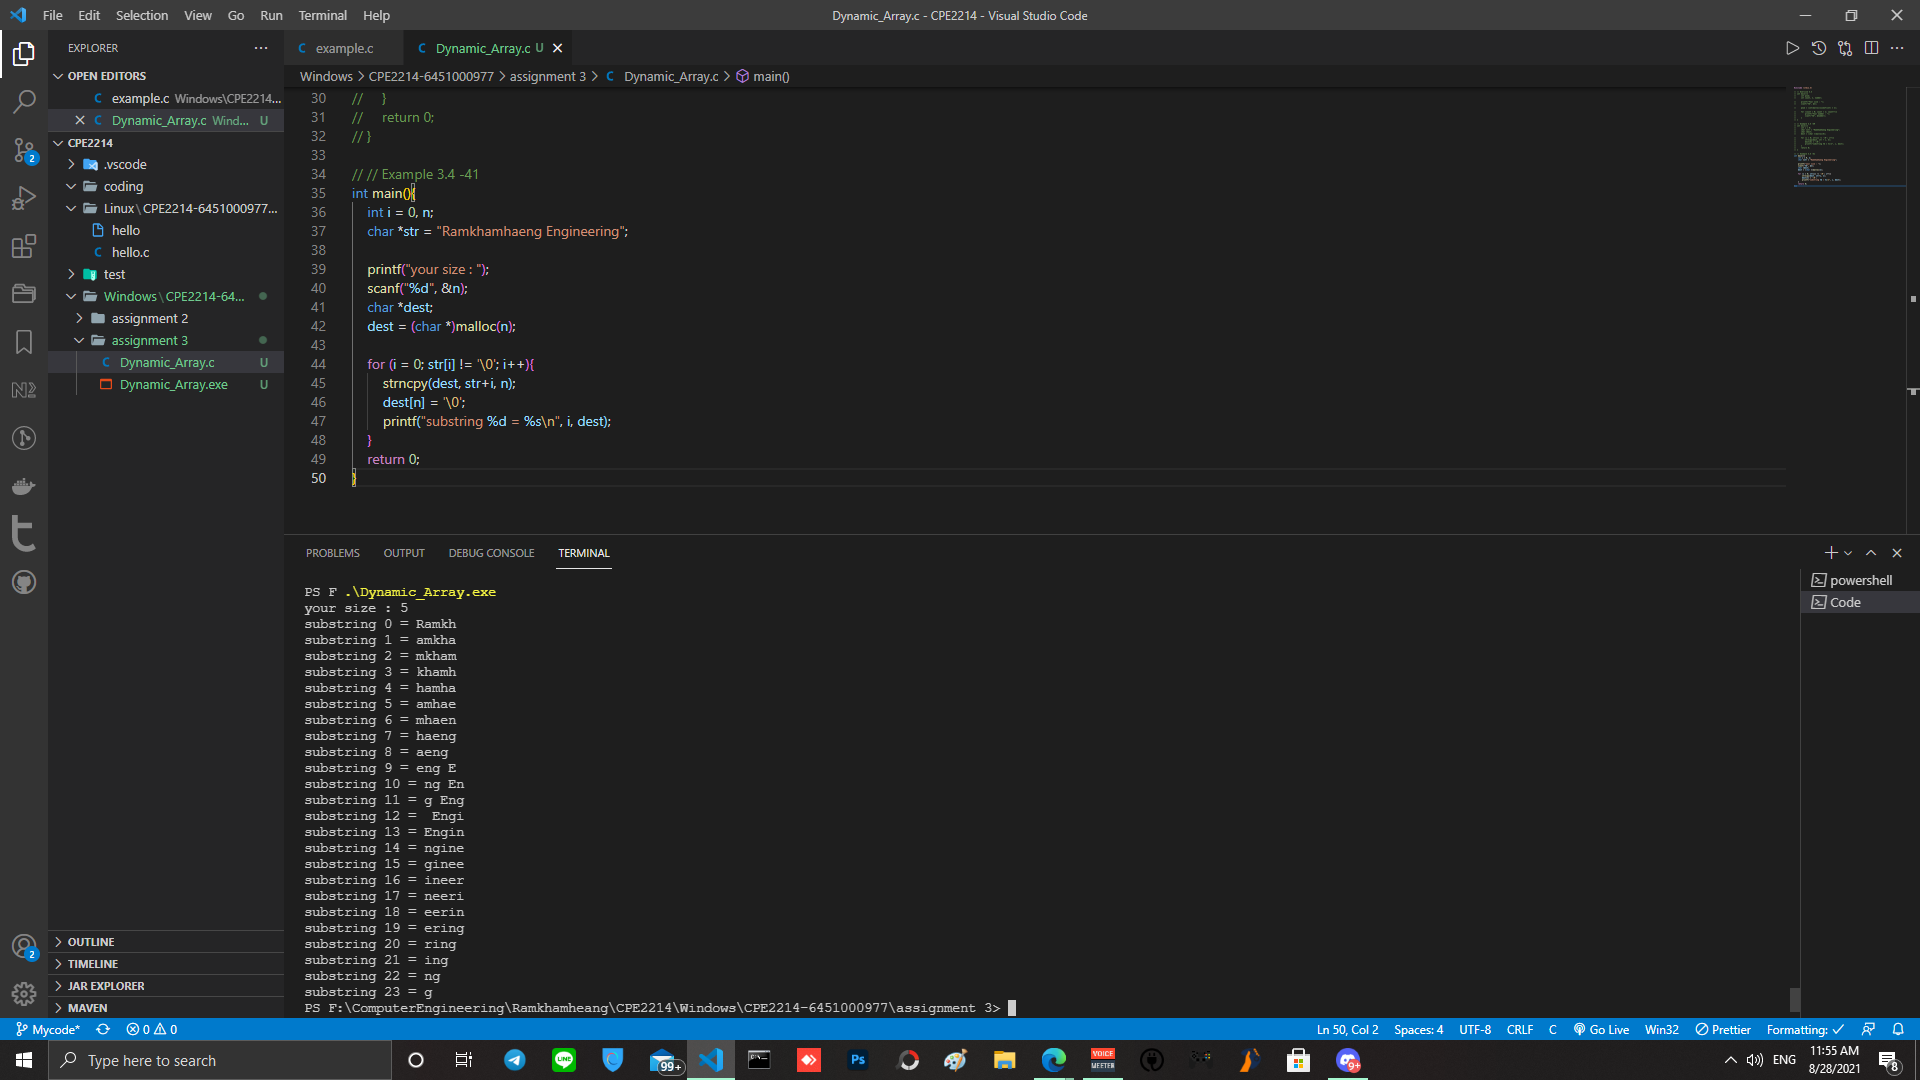 File Edit Selection View Go Run Terminal Help
Dynamic_Array.c - CPE2214 - Visual Studio Code
EXPLORER
OPEN EDITORS
example.c Windows\CPE2214...
Dynamic_Array.c Wind... U
CPE2214
.vscode
coding
Linux\CPE2214-6451000977...
hello
hello.c
test
Windows\CPE2214-64...
assignment 2
assignment 3
Dynamic_Array.c U
Dynamic_Array.exe U
OUTLINE
TIMELINE
JAR EXPLORER
MAVEN
example.c Dynamic_Array.c U
Windows > CPE2214-6451000977 > assignment 3 > C Dynamic_Array.c > main()
30 // }
31 // return 0;
32 // }
33
34 // // Example 3.4 -41
35 int main(){
36 int i = 0, n;
37 char *str = "Ramkhamhaeng Engineering";
38
39 printf("your size : ");
40 scanf("%d", &n);
41 char *dest;
42 dest = (char *)malloc(n);
43
44 for (i = 0; str[i] != '\0'; i++){
45 strncpy(dest, str+i, n);
46 dest[n] = '\0';
47 printf("substring %d = %s\n", i, dest);
48 }
49 return 0;
50 }
PROBLEMS OUTPUT DEBUG CONSOLE TERMINAL
powershell
Code
PS F .\Dynamic_Array.exe
your size : 5
substring 0 = Ramkh
substring 1 = amkha
substring 2 = mkham
substring 3 = khamh
substring 4 = hamha
substring 5 = amhae
substring 6 = mhaen
substring 7 = haeng
substring 8 = aeng
substring 9 = eng E
substring 10 = ng En
substring 11 = g Eng
substring 12 =  Engi
substring 13 = Engin
substring 14 = ngine
substring 15 = ginee
substring 16 = ineer
substring 17 = neeri
substring 18 = eerin
substring 19 = ering
substring 20 = ring
substring 21 = ing
substring 22 = ng
substring 23 = g
PS F:\ComputerEngineering\Ramkhamheang\CPE2214\Windows\CPE2214-6451000977\assignment 3>
Mycode* 0 0 Ln 50, Col 2 Spaces: 4 UTF-8 CRLF C Go Live Win32 Prettier Formatting:
Type here to search
99+
Ps
VOICE MEETER
9+
ENG
11:55 AM
8/28/2021
8